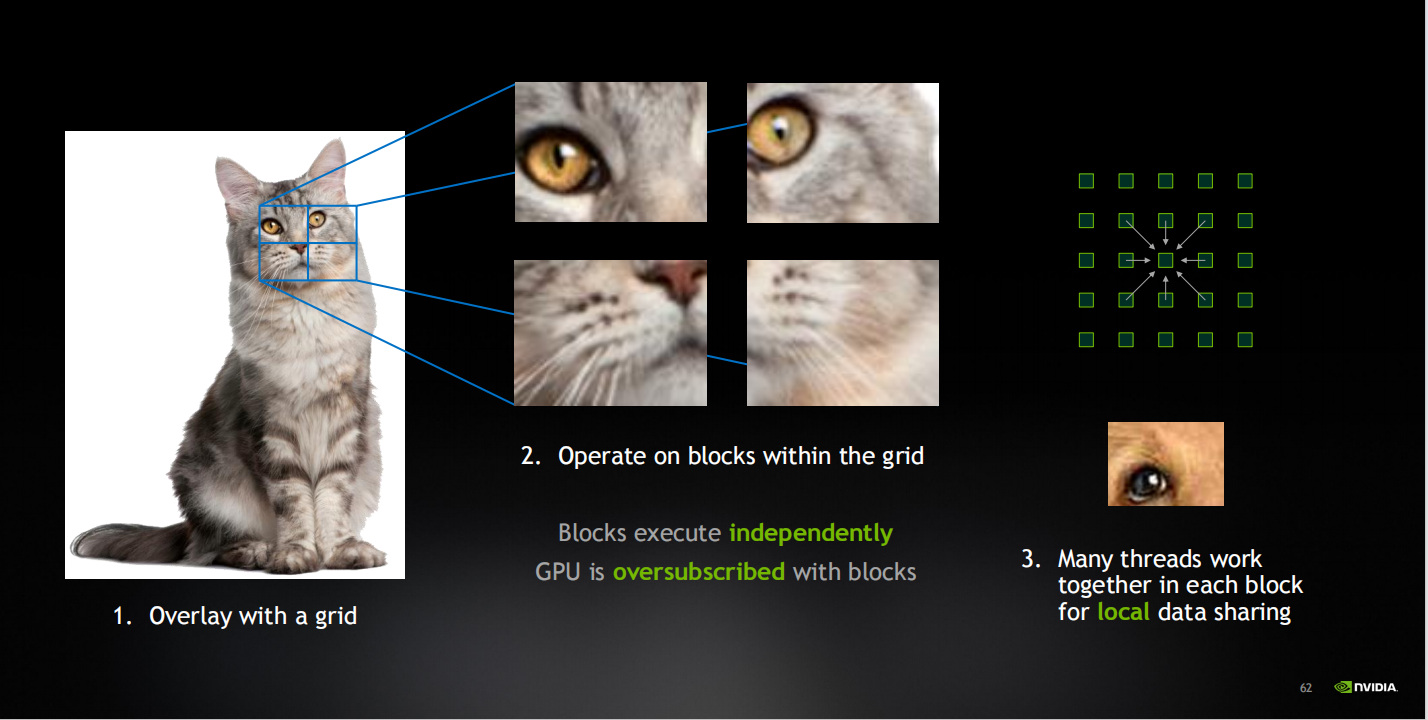 1. Overlay with a grid
2. Operate on blocks within the grid
Blocks execute independently
GPU is oversubscribed with blocks
3. Many threads work
together in each block
for local data sharing
62
NVIDIA.